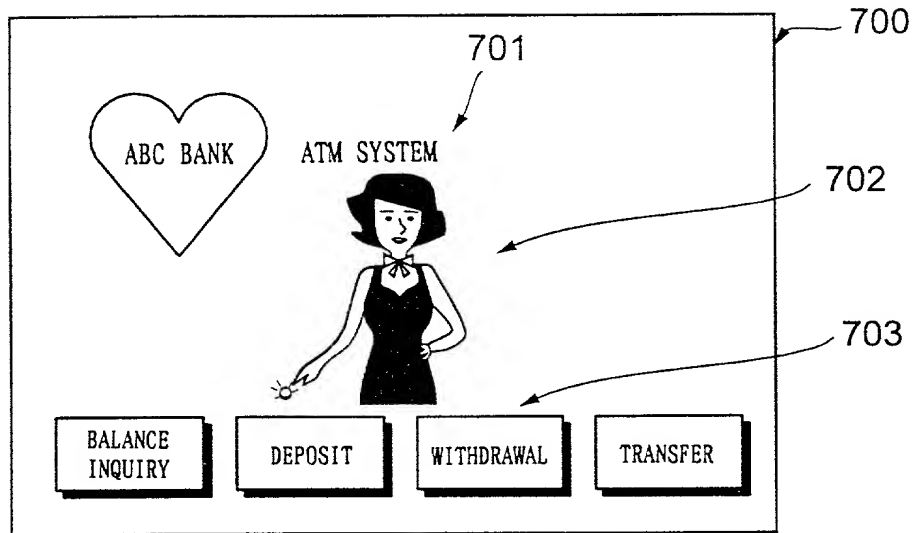 700
701
ABC BANK
ATM SYSTEM
702
703
BALANCE
INQUIRY
DEPOSIT
WITHDRAWAL
TRANSFER